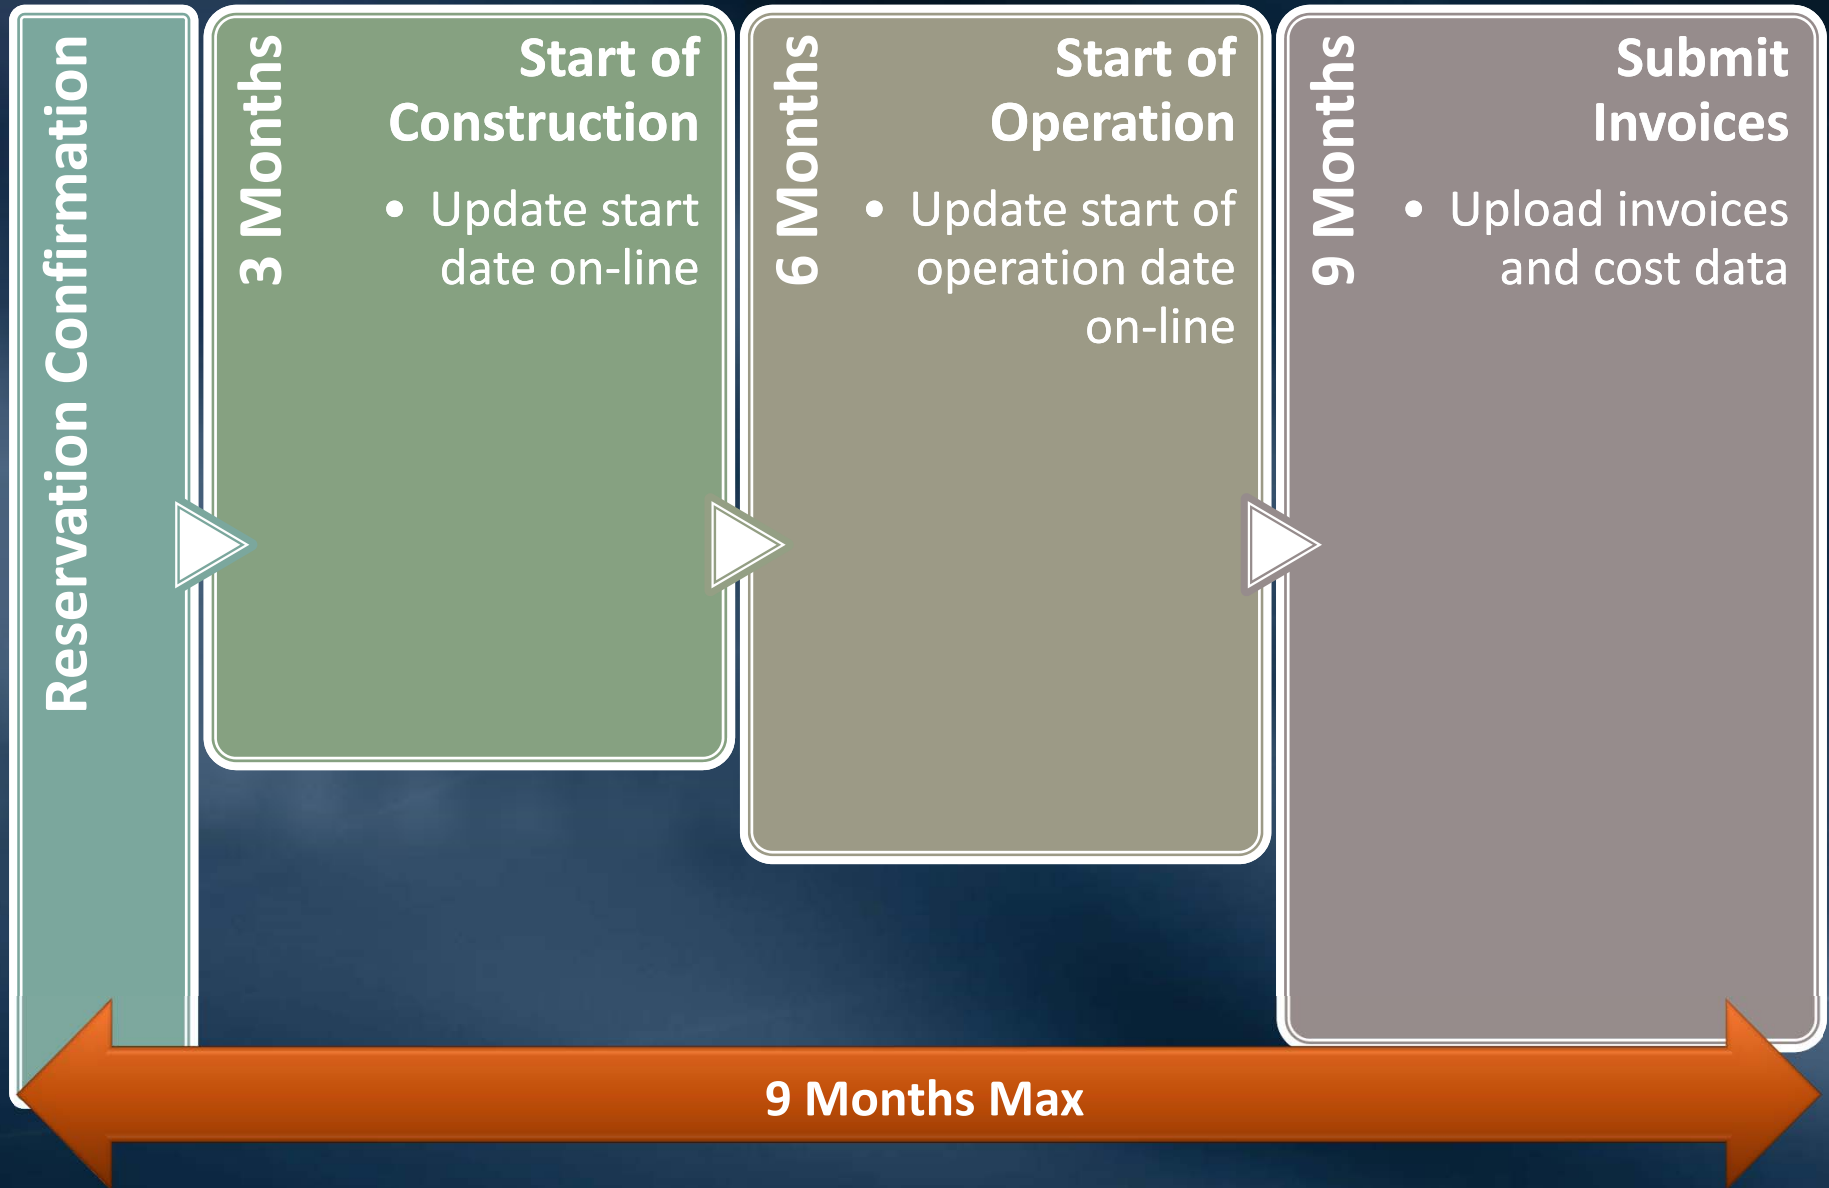 Reservation Confirmation
3 Months
Start of
Construction
• Update start
date on-line
6 Months
Start of
Operation
• Update start of
operation date
on-line
9 Months
Submit
Invoices
• Upload invoices
and cost data
9 Months Max